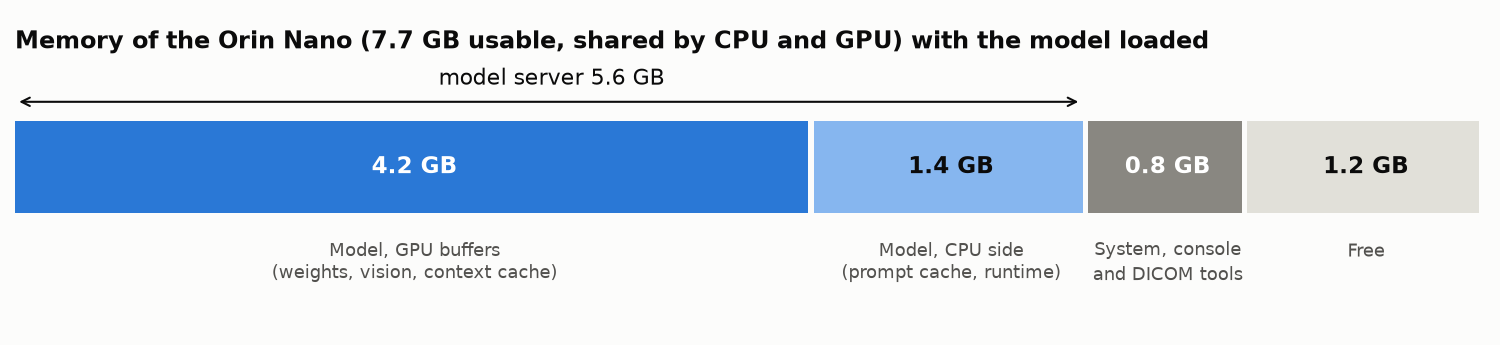 Memory of the Orin Nano (7.7 GB usable, shared by CPU and GPU) with the model loaded
model server 5.6 GB
4.2 GB
1.4 GB
0.8 GB
1.2 GB
Model, GPU buffers
(weights, vision, context cache)
Model, CPU side
(prompt cache, runtime)
System, console
and DICOM tools
Free